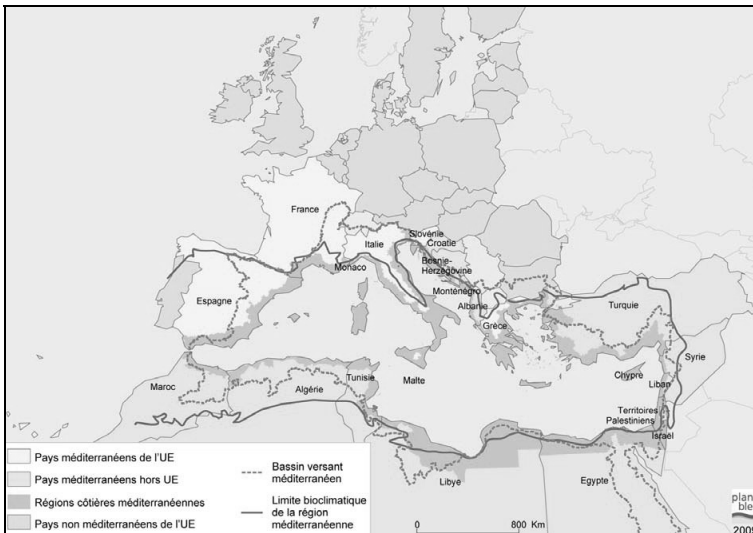 France
Slovénie
Croatie
Italie
Bosnie-
Herzégovine
Monaco
Monténégro
Albanie
Espagne
Grèce
Turquie
Chypre
Syrie
Liban
Maroc
Algérie
Tunisie
Malte
Territoires
Palestiniens
Israël
Libye
Egypte
Pays méditerranéens de l'UE
Pays méditerranéens hors UE
Régions côtières méditerranéennes
Pays non méditerranéens de l'UE
Bassin versant
méditerranéen
Limite bioclimatique
de la région
méditerranéenne
0 800 Km
plan
ble
2009